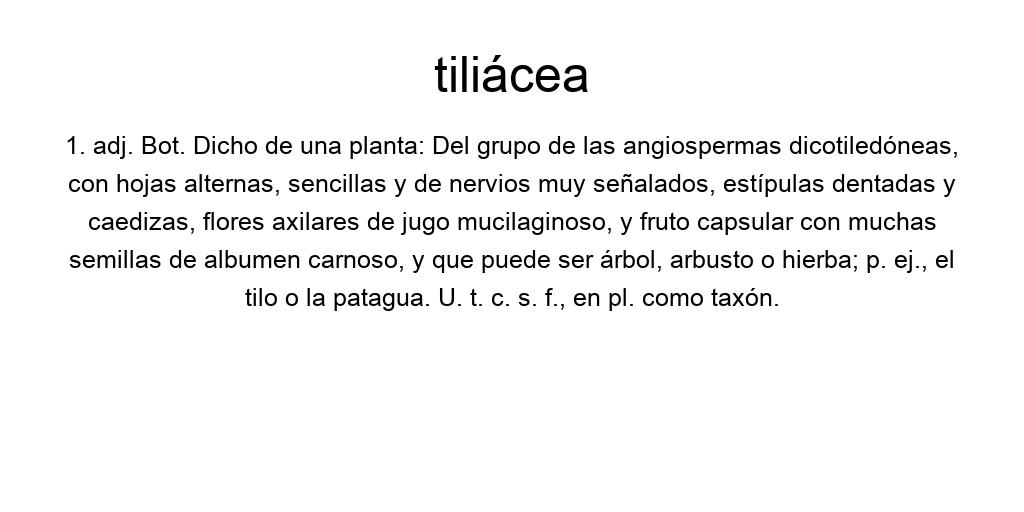 tiliácea
1. adj. Bot. Dicho de una planta: Del grupo de las angiospermas dicotiledóneas,
con hojas alternas, sencillas y de nervios muy señalados, estípulas dentadas y
caedizas, flores axilares de jugo mucilaginoso, y fruto capsular con muchas
semillas de albumen carnoso, y que puede ser árbol, arbusto o hierba; p. ej., el
tilo o la patagua. U. t. c. s. f., en pl. como taxón.